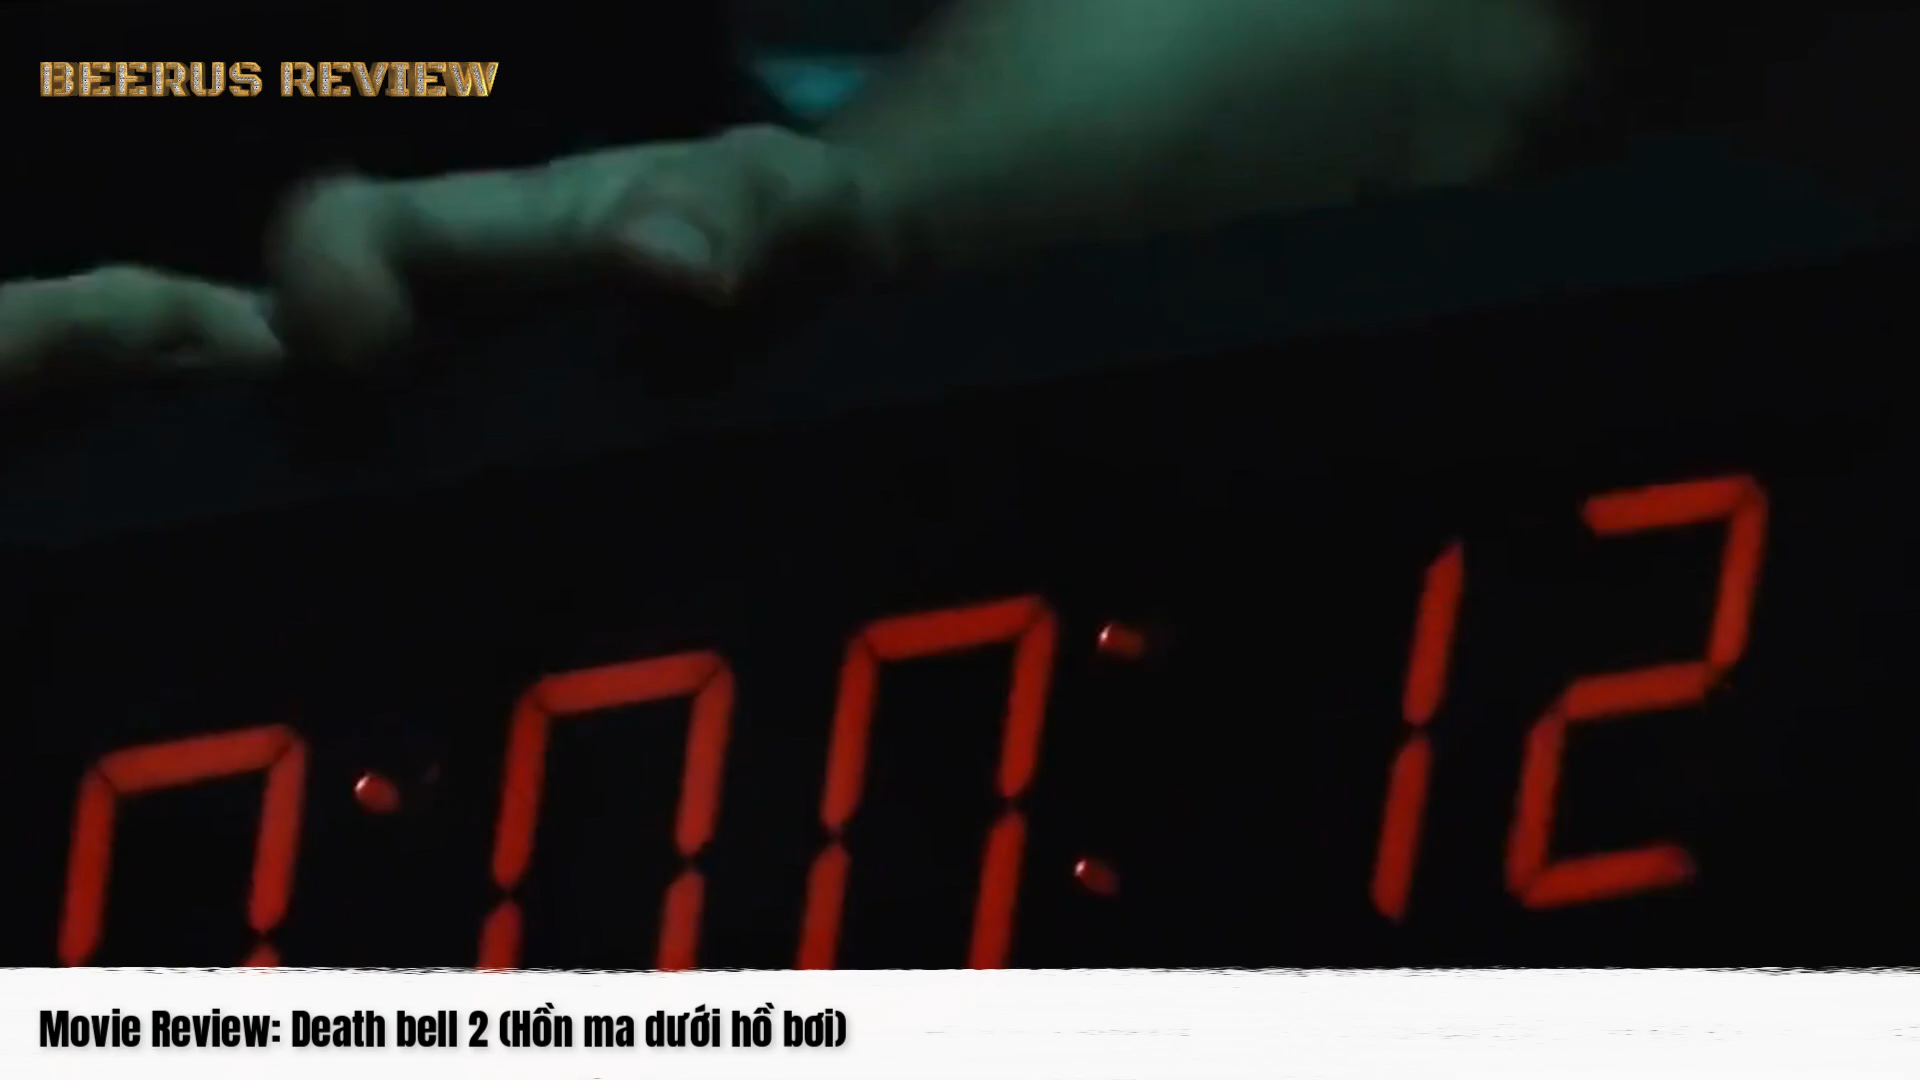 BEERUS REVIEW
0:00:12
Movie Review: Death bell 2 (Hồn ma dưới hồ bơi)